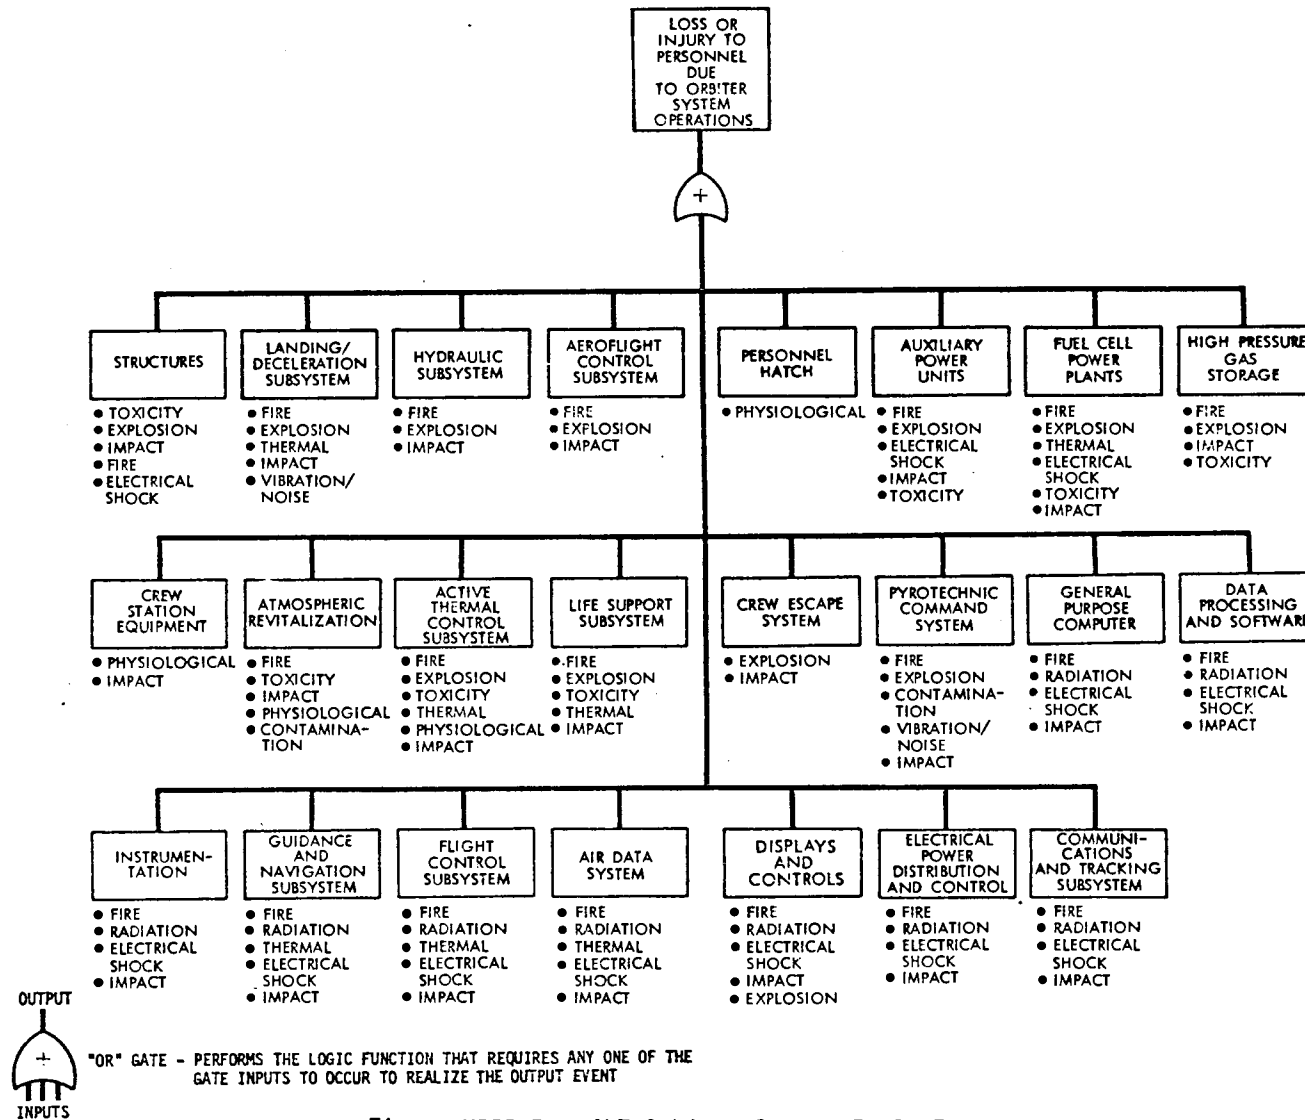 LOSS OR
INJURY TO
PERSONNEL
DUE
TO ORBITER
SYSTEM
OPERATIONS
+
STRUCTURES
● TOXICITY
● EXPLOSION
● IMPACT
● FIRE
● ELECTRICAL
SHOCK
LANDING/
DECELERATION
SUBSYSTEM
● FIRE
● EXPLOSION
● THERMAL
● IMPACT
● VIBRATION/
NOISE
HYDRAULIC
SUBSYSTEM
● FIRE
● EXPLOSION
● IMPACT
AEROFLIGHT
CONTROL
SUBSYSTEM
● FIRE
● EXPLOSION
● IMPACT
PERSONNEL
HATCH
● PHYSIOLOGICAL
AUXILIARY
POWER
UNITS
● FIRE
● EXPLOSION
● ELECTRICAL
SHOCK
● IMPACT
● TOXICITY
FUEL CELL
POWER
PLANTS
● FIRE
● EXPLOSION
● THERMAL
● ELECTRICAL
SHOCK
● TOXICITY
● IMPACT
HIGH PRESSURE
GAS
STORAGE
● FIRE
● EXPLOSION
● IMPACT
● TOXICITY
CREW
STATION
EQUIPMENT
● PHYSIOLOGICAL
● IMPACT
ATMOSPHERIC
REVITALIZATION
● FIRE
● TOXICITY
● IMPACT
● PHYSIOLOGICAL
● CONTAMINA-
TION
ACTIVE
THERMAL
CONTROL
SUBSYSTEM
● FIRE
● EXPLOSION
● TOXICITY
● THERMAL
● PHYSIOLOGICAL
● IMPACT
LIFE SUPPORT
SUBSYSTEM
● FIRE
● EXPLOSION
● TOXICITY
● THERMAL
● IMPACT
CREW ESCAPE
SYSTEM
● EXPLOSION
● IMPACT
PYROTECHNIC
COMMAND
SYSTEM
● FIRE
● EXPLOSION
● CONTAMINA-
TION
● VIBRATION/
NOISE
● IMPACT
GENERAL
PURPOSE
COMPUTER
● FIRE
● RADIATION
● ELECTRICAL
SHOCK
● IMPACT
DATA
PROCESSING
AND SOFTWARE
● FIRE
● RADIATION
● ELECTRICAL
SHOCK
● IMPACT
INSTRUMEN-
TATION
● FIRE
● RADIATION
● ELECTRICAL
SHOCK
● IMPACT
GUIDANCE
AND
NAVIGATION
SUBSYSTEM
● FIRE
● RADIATION
● THERMAL
● ELECTRICAL
SHOCK
● IMPACT
FLIGHT
CONTROL
SUBSYSTEM
● FIRE
● RADIATION
● THERMAL
● ELECTRICAL
SHOCK
● IMPACT
AIR DATA
SYSTEM
● FIRE
● RADIATION
● THERMAL
● ELECTRICAL
SHOCK
● IMPACT
DISPLAYS
AND
CONTROLS
● FIRE
● RADIATION
● ELECTRICAL
SHOCK
● IMPACT
● EXPLOSION
ELECTRICAL
POWER
DISTRIBUTION
AND CONTROL
● FIRE
● RADIATION
● ELECTRICAL
SHOCK
● IMPACT
COMMUNI-
CATIONS
AND TRACKING
SUBSYSTEM
● FIRE
● RADIATION
● ELECTRICAL
SHOCK
● IMPACT
OUTPUT
+
INPUTS
"OR" GATE - PERFORMS THE LOGIC FUNCTION THAT REQUIRES ANY ONE OF THE
GATE INPUTS TO OCCUR TO REALIZE THE OUTPUT EVENT